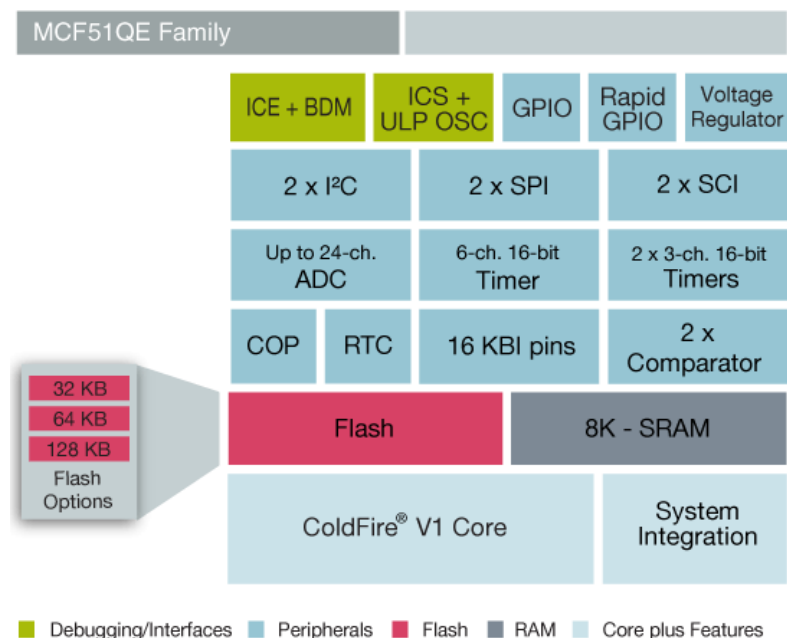 MCF51QE Family
ICE + BDM
ICS +
ULP OSC
GPIO
Rapid
GPIO
Voltage
Regulator
2 x I²C
2 x SPI
2 x SCI
Up to 24-ch.
ADC
6-ch. 16-bit
Timer
2 x 3-ch. 16-bit
Timers
COP
RTC
16 KBI pins
2 x
Comparator
32 KB
64 KB
128 KB
Flash
Options
Flash
8K - SRAM
ColdFire® V1 Core
System
Integration
Debugging/Interfaces
Peripherals
Flash
RAM
Core plus Features